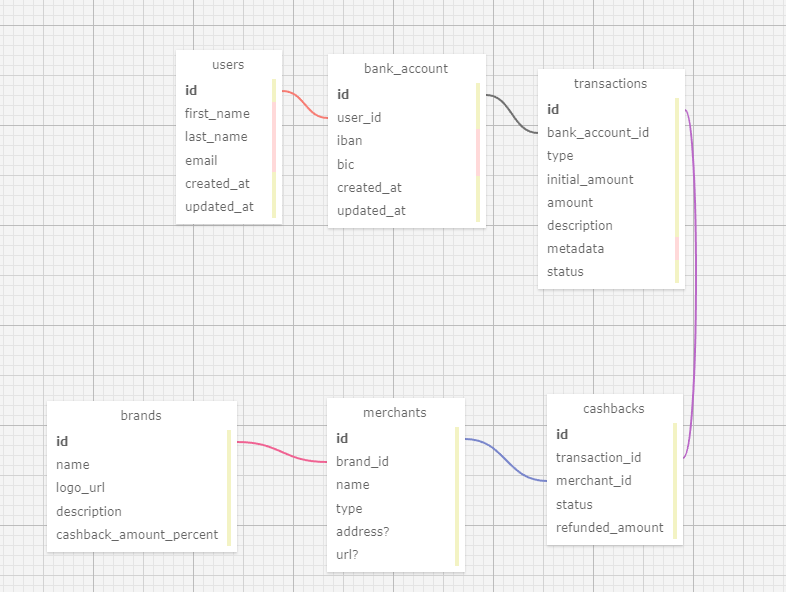 users
id
first_name
last_name
email
created_at
updated_at
bank_account
id
user_id
iban
bic
created_at
updated_at
transactions
id
bank_account_id
type
initial_amount
amount
description
metadata
status
brands
id
name
logo_url
description
cashback_amount_percent
merchants
id
brand_id
name
type
address?
url?
cashbacks
id
transaction_id
merchant_id
status
refunded_amount